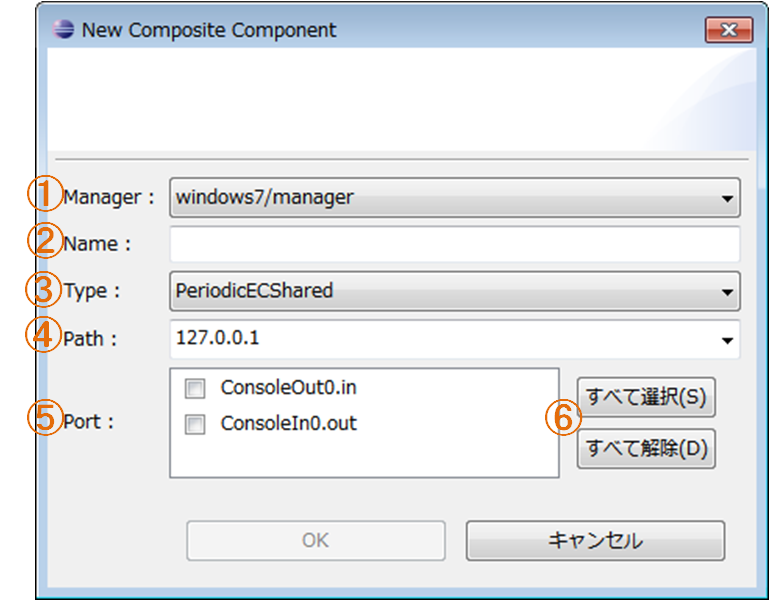 New Composite Component
① Manager : windows7/manager
② Name :
③ Type : PeriodicECShared
④ Path : 127.0.0.1
ConsoleOut0.in
⑥ すべて選択(S)
⑤ Port : ConsoleIn0.out
すべて解除(D)
OK キャンセル